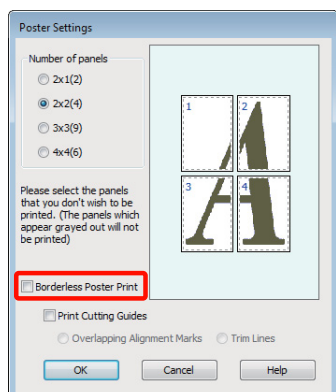 Poster Settings
Number of panels
2x1(2)
2x2(4)
3x3(9)
4x4(6)
1
2
3
4
Please select the panels
that you don't wish to be
printed. (The panels which
appear grayed out will not
be printed)
Borderless Poster Print
Print Cutting Guides
Overlapping Alignment Marks
Trim Lines
OK
Cancel
Help